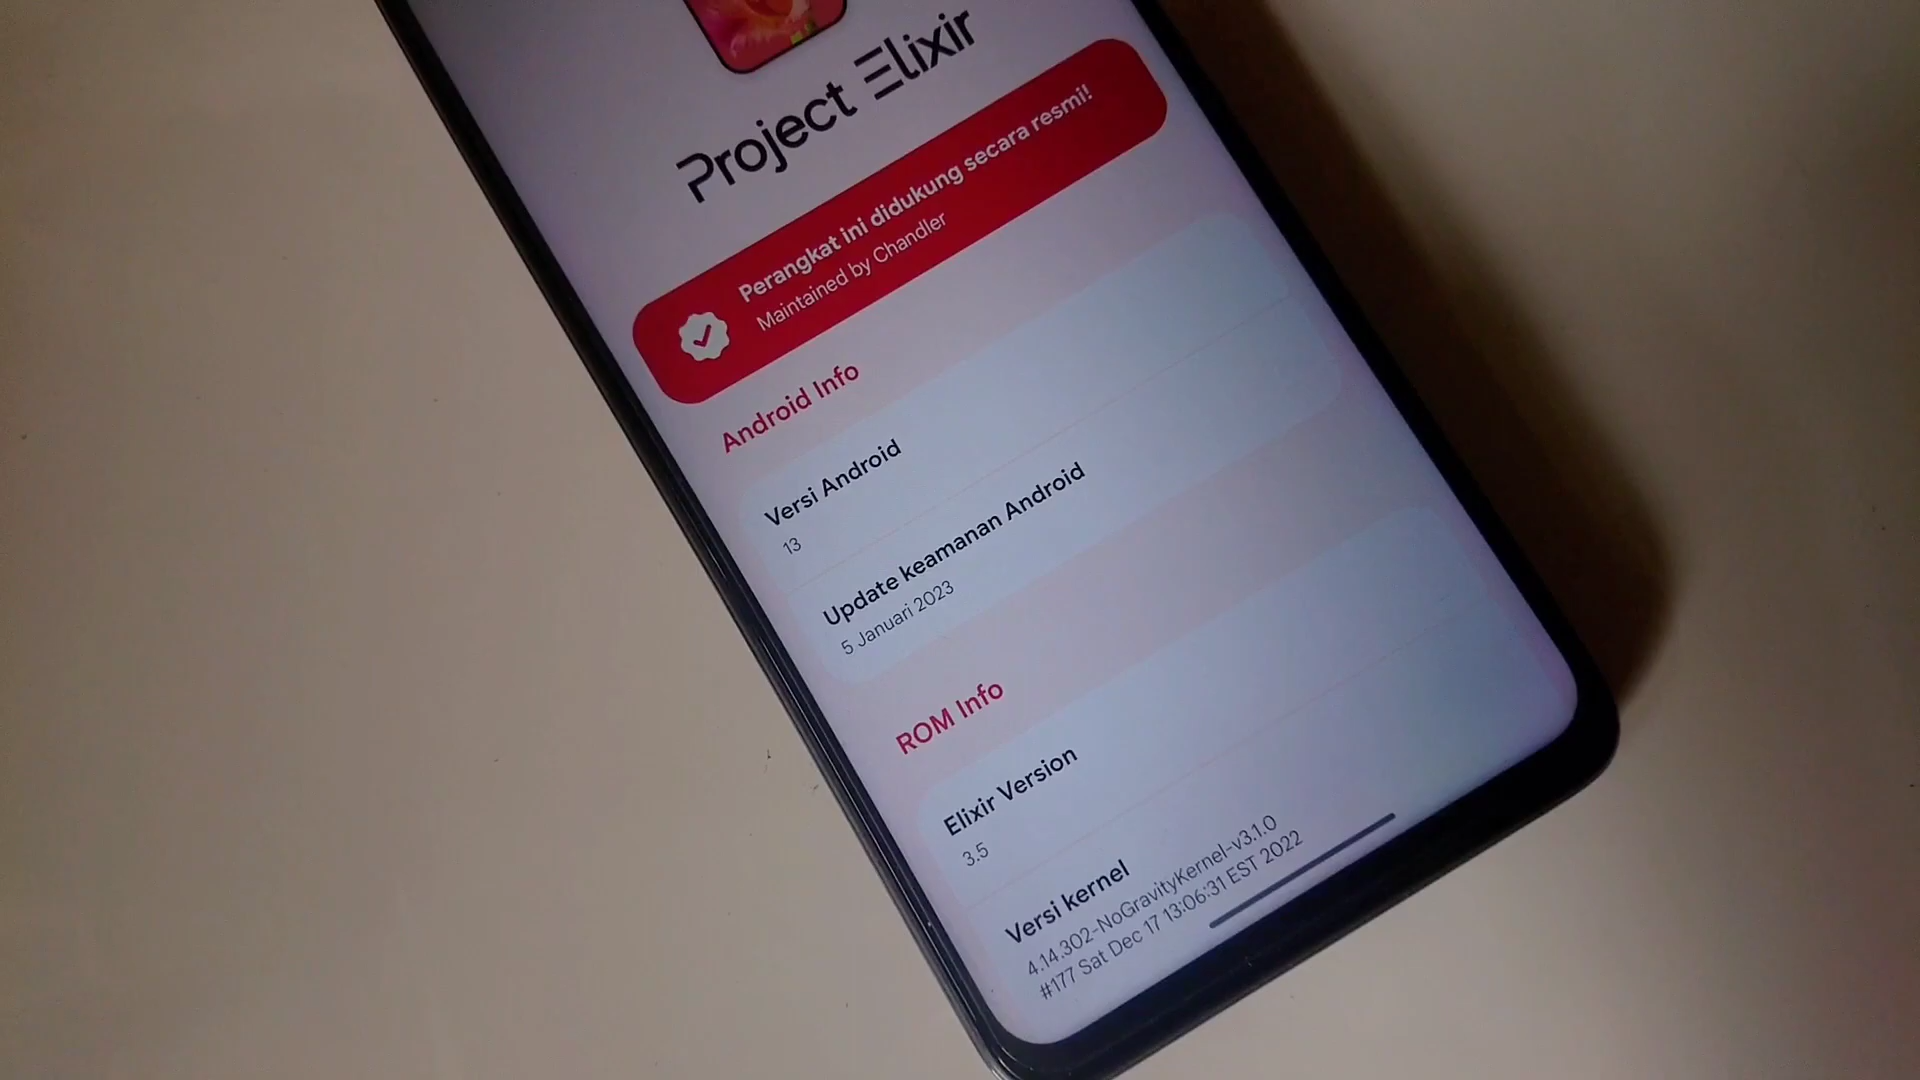 Project Elixir
Perangkat ini didukung secara resmi!
Maintained by Chandler
Android Info
Versi Android
13
Update keamanan Android
5 Januari 2023
ROM Info
Elixir Version
3.5
Versi kernel
4.14.302-NoGravityKernel-v3.1.0
#177 Sat Dec 17 13:06:31 EST 2022